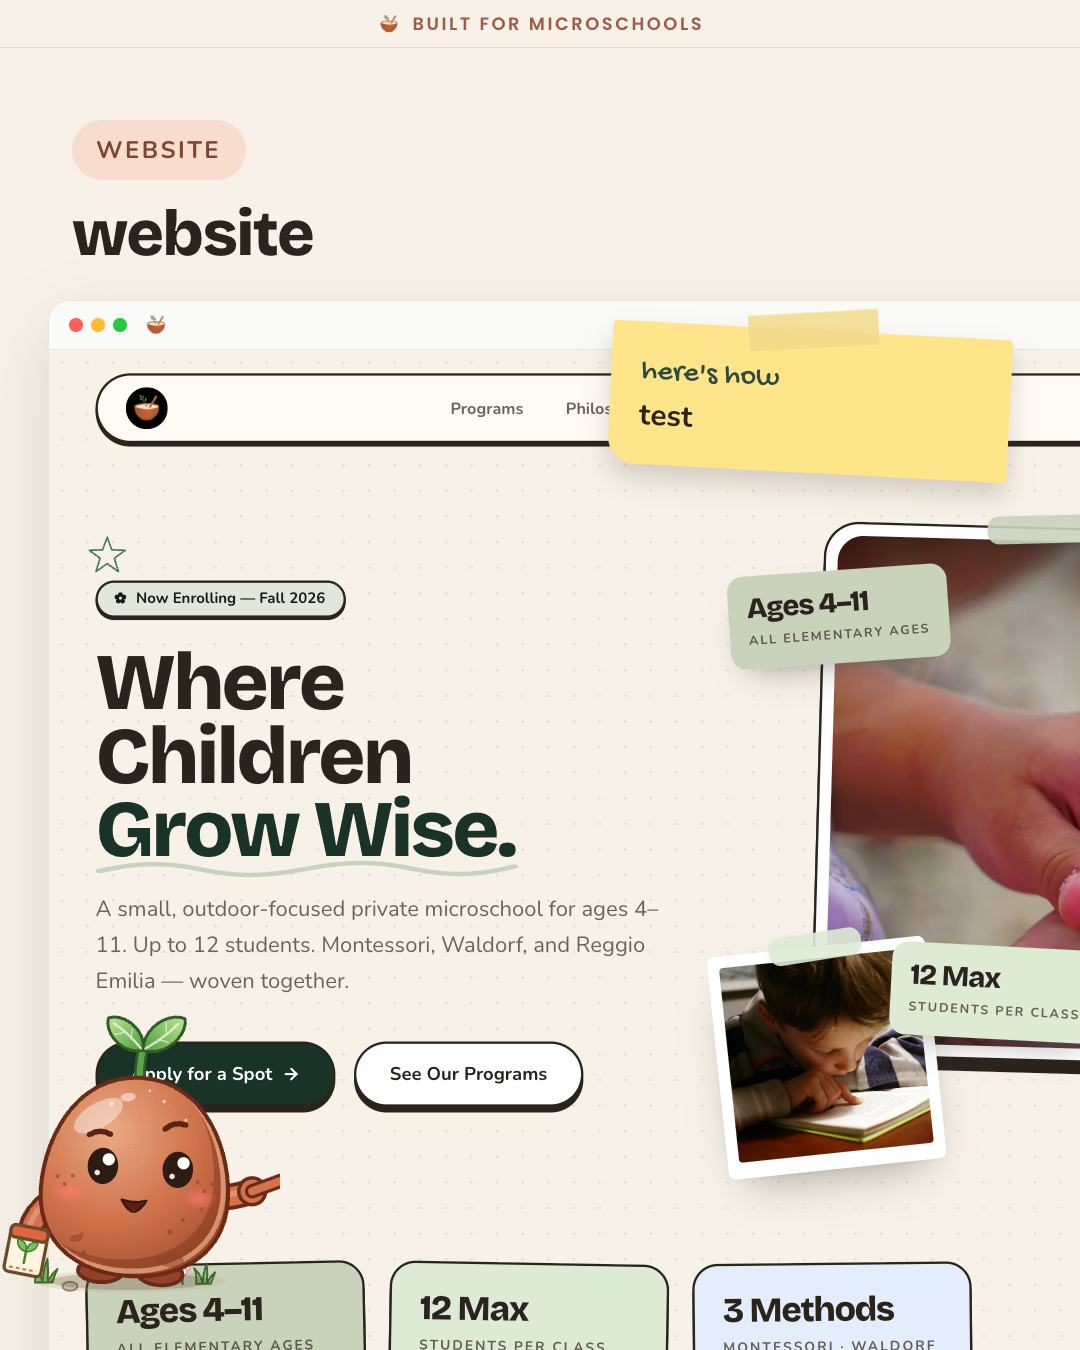 BUILT FOR MICROSCHOOLS
WEBSITE
website
here's how
test
Programs
Now Enrolling — Fall 2026
Where
Children
Grow Wise.
A small, outdoor-focused private microschool for ages 4–
11. Up to 12 students. Montessori, Waldorf, and Reggio
Emilia — woven together.
for a Spot →
See Our Programs
Ages 4–11
ALL ELEMENTARY AGES
12 Max
STUDENTS PER CLASS
Ages 4–11
ALL ELEMENTARY AGES
12 Max
STUDENTS PER CLASS
3 Methods
MONTESSORI · WALDORF